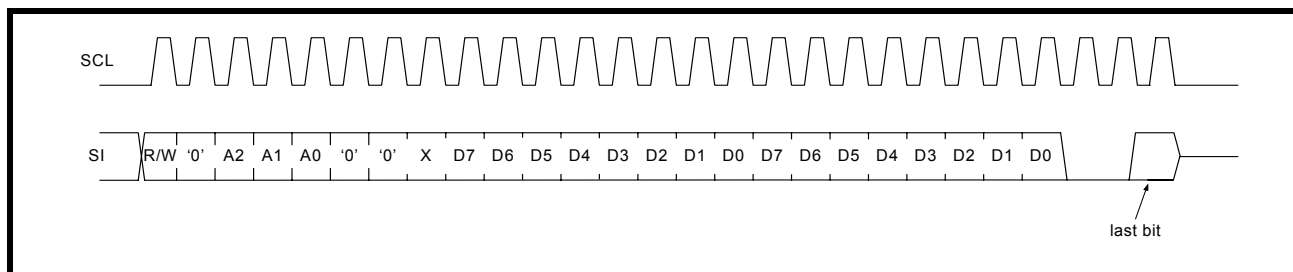 SCL
SI R/W ‘0’ A2 A1 A0 ‘0’ ‘0’ X D7 D6 D5 D4 D3 D2 D1 D0 D7 D6 D5 D4 D3 D2 D1 D0
last bit